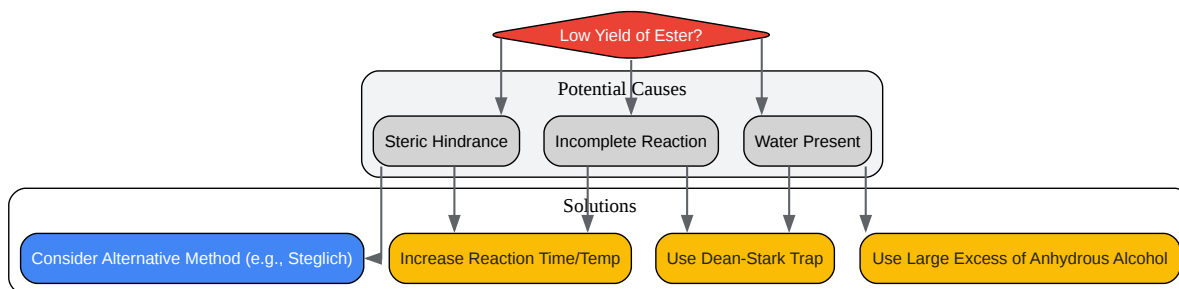 Low Yield of Ester?
Potential Causes
Steric Hindrance
Incomplete Reaction
Water Present
Solutions
Consider Alternative Method (e.g., Steglich)
Increase Reaction Time/Temp
Use Dean-Stark Trap
Use Large Excess of Anhydrous Alcohol